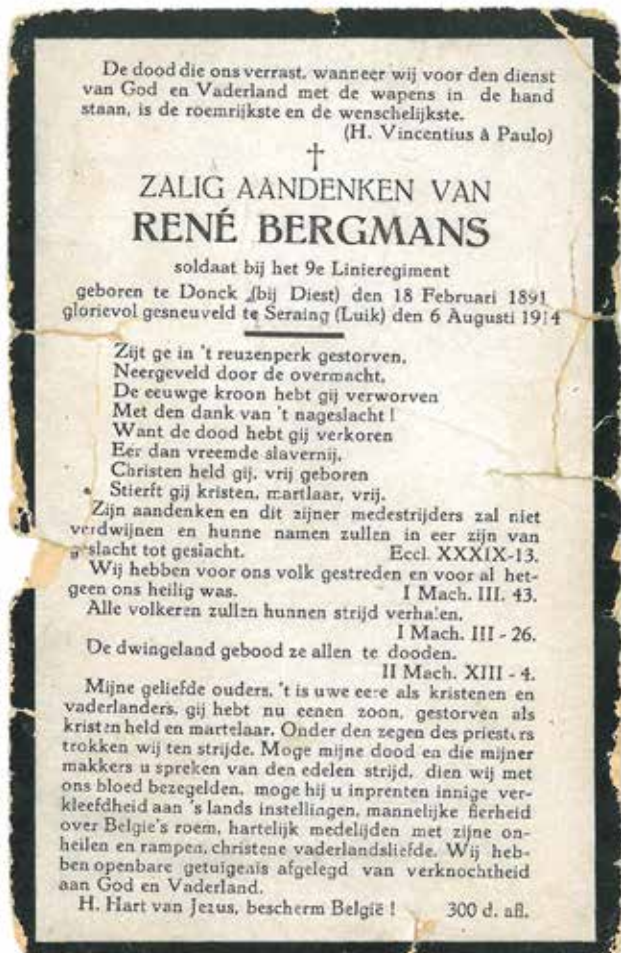 De dood die ons verrast, wanneer wij voor den dienst
van God en Vaderland met de wapens in de hand
staan, is de roemrijkste en de wenschelijkste.
(H. Vincentius à Paulo)
†
ZALIG AANDENKEN VAN
RENÉ BERGMANS
soldaat bij het 9e Linieregiment
geboren te Donck (bij Diest) den 18 Februari 1891
glorievol gesneuveld te Seraing (Luik) den 6 Augusti 1914
Zijt ge in 't reuzenperk gestorven,
Neergeveld door de overmacht,
De eeuwge kroon hebt gij verworven
Met den dank van 't nageslacht !
Want de dood hebt gij verkoren
Eer dan vreemde slavernij,
Christen held gij, vrij geboren
Stierft gij kristen, martlaar, vrij.
Zijn aandenken en dit zijner medestrijders zal niet
verdwijnen en hunne namen zullen in eer zijn van
geslacht tot geslacht. Eccl. XXXIX-13.
Wij hebben voor ons volk gestreden en voor al het-
geen ons heilig was. I Mach. III. 43.
Alle volkeren zullen hunnen strijd verhalen.
I Mach. III - 26.
De dwingeland gebood ze allen te dooden.
II Mach. XIII - 4.
Mijne geliefde ouders, 't is uwe eere als kristenen en
vaderlanders, gij hebt nu eenen zoon, gestorven als
kristen held en martelaar. Onder den zegen des priesters
trokken wij ten strijde. Moge mijne dood en die mijner
makkers u spreken van den edelen strijd, dien wij met
ons bloed bezegelden, moge hij u inprenten innige ver-
kleefdheid aan 's lands instellingen, mannelijke fierheid
over Belgie's roem, hartelijk medelijden met zijne on-
heilen en rampen, christene vaderlandsliefde. Wij heb-
ben openbare getuigenis afgelegd van verknochtheid
aan God en Vaderland.
H. Hart van Jezus, bescherm België ! 300 d. afl.